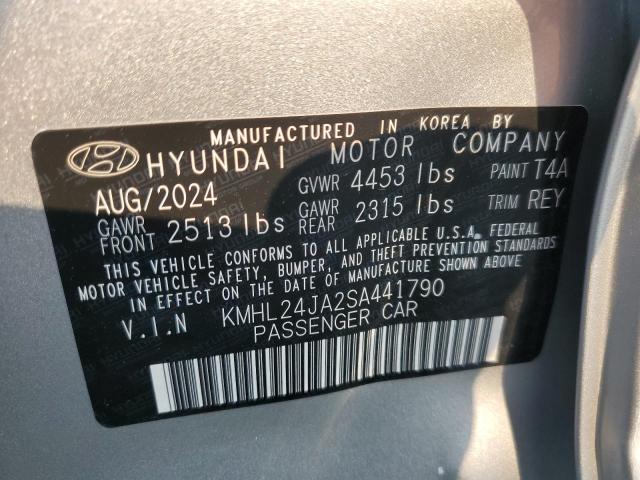 MANUFACTURED IN KOREA BY
HYUNDAI MOTOR COMPANY
AUG/2024 GVWR 4453 lbs PAINT T4A
GAWR FRONT 2513 lbs GAWR REAR 2315 lbs TRIM REY
THIS VEHICLE CONFORMS TO ALL APPLICABLE U.S.A. FEDERAL
MOTOR VEHICLE SAFETY, BUMPER, AND THEFT PREVENTION STANDARDS
IN EFFECT ON THE DATE OF MANUFACTURE SHOWN ABOVE
V.I.N KMHL24JA2SA441790
PASSENGER CAR